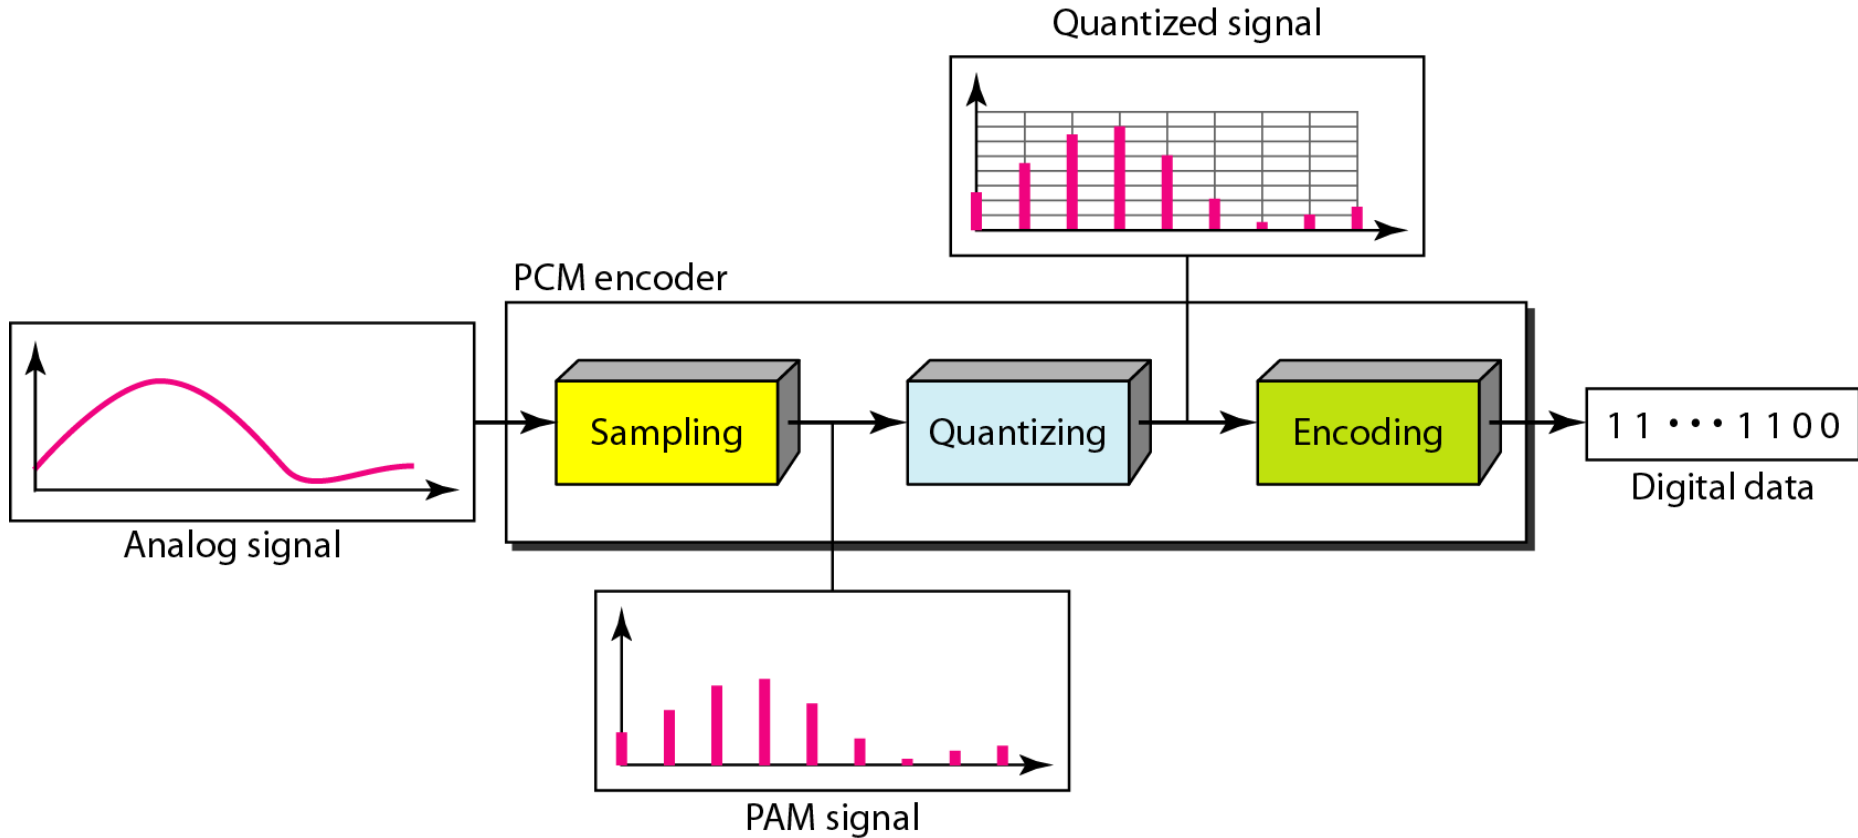 Quantized signal
PCM encoder
Sampling
Quantizing
Encoding
1 1 • • • 1 1 0 0
Digital data
Analog signal
PAM signal